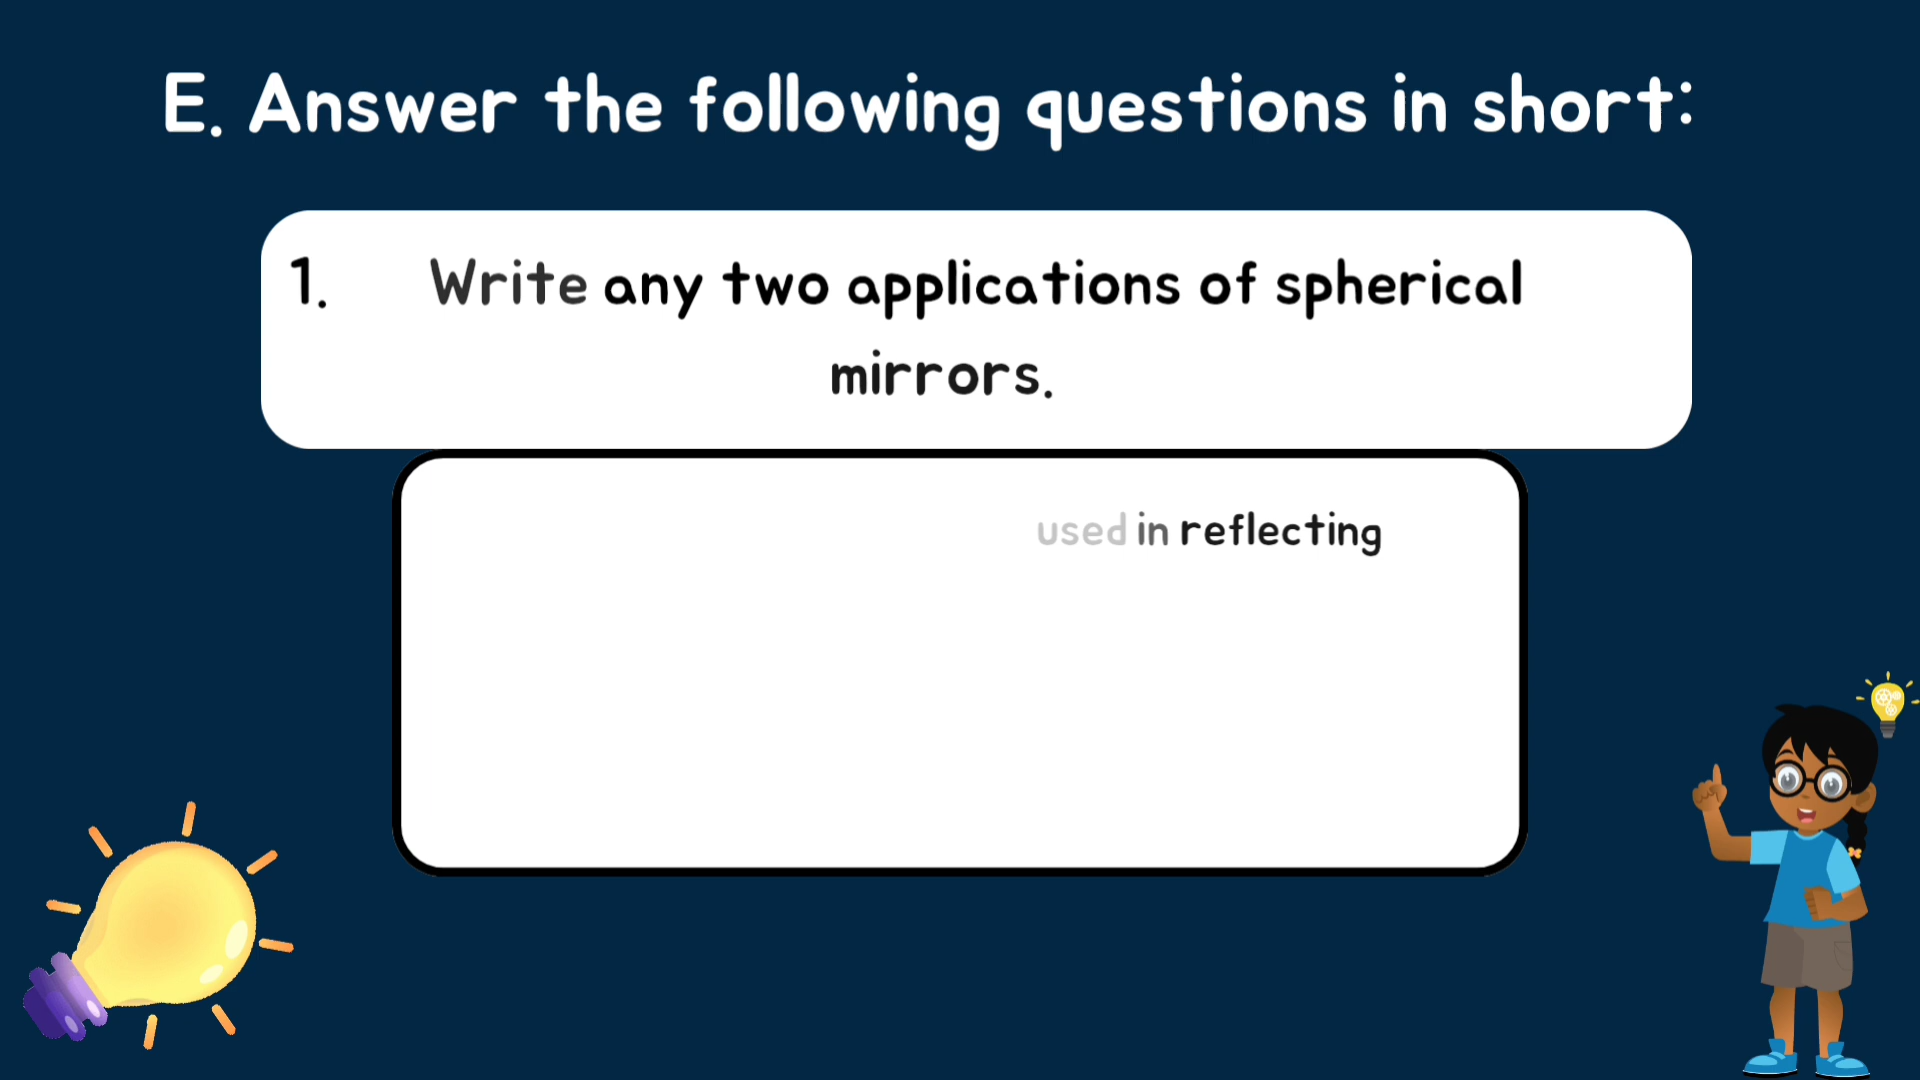 E. Answer the following questions in short:
1. Write any two applications of spherical
mirrors.
used in reflecting